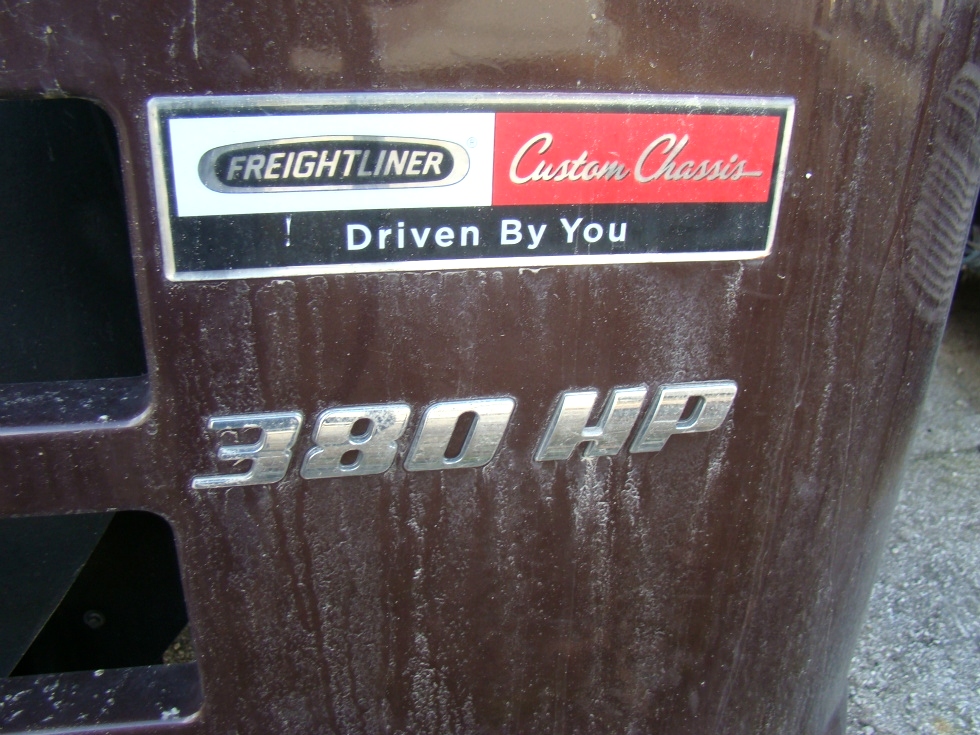 FREIGHTLINER® Custom Chassis
Driven By You
380 HP